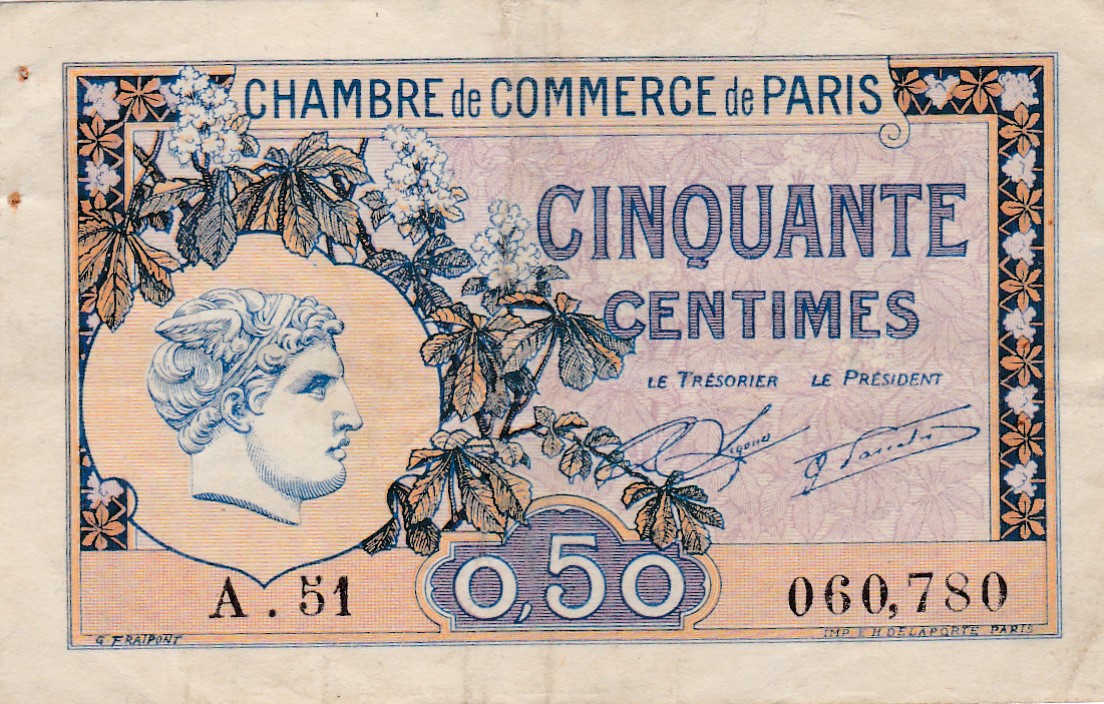 CHAMBRE de COMMERCE de PARIS
CINQUANTE
CENTIMES
LE TRÉSORIER LE PRÉSIDENT
A. 51
0,50
060,780
G. FRAIPONT
IMP. E.H. DELAPORTE PARIS